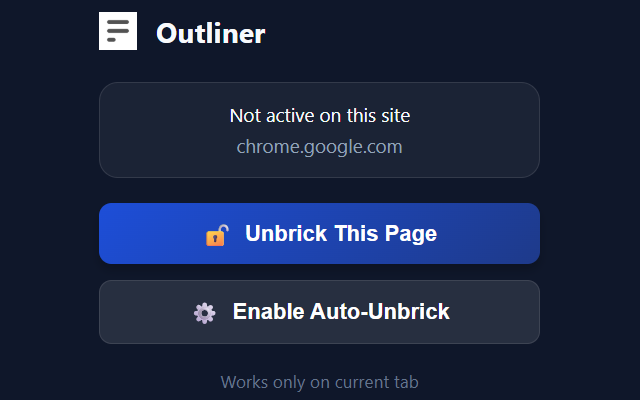 Outliner
Not active on this site
chrome.google.com
Unbrick This Page
Enable Auto-Unbrick
Works only on current tab